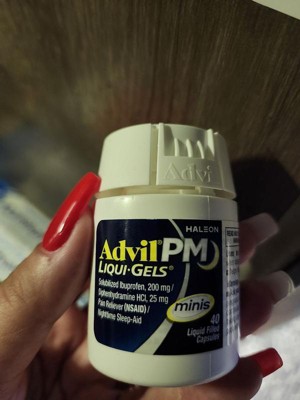 Advil
HALEON
Advil PM
LIQUI·GELS®
Solubilized Ibuprofen, 200 mg /
Diphenhydramine HCl, 25 mg
Pain Reliever (NSAID) /
Nighttime Sleep-Aid
minis
40
Liquid Filled
Capsules